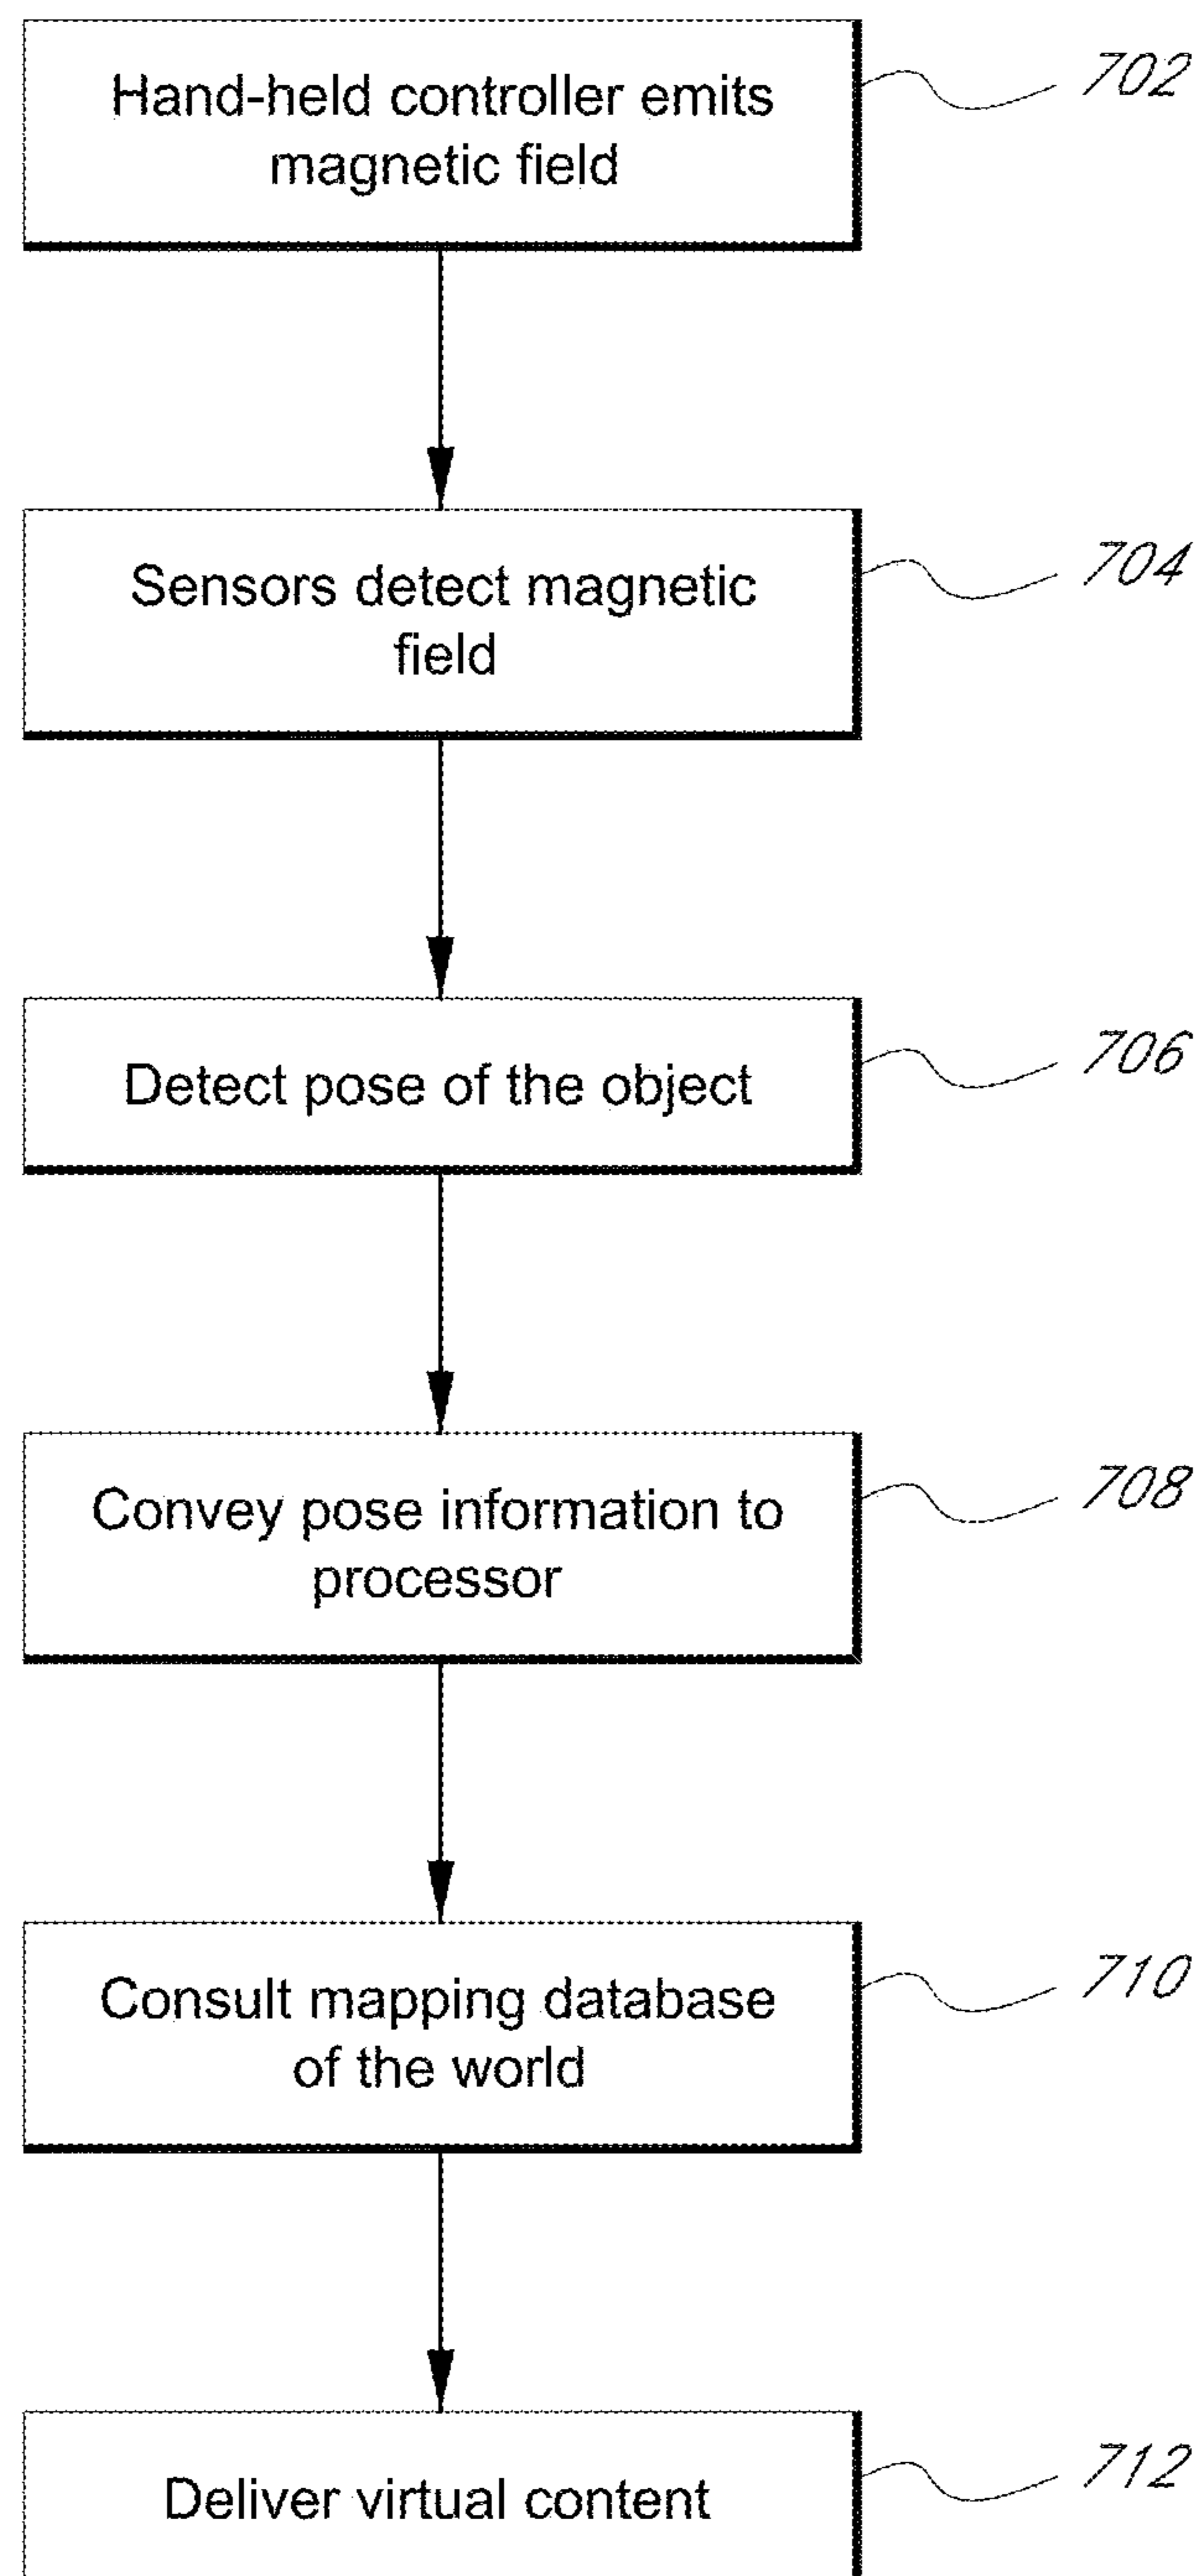 Hand-held controller emits
magnetic field
702
Sensors detect magnetic
field
704
Detect pose of the object
706
Convey pose information to
processor
708
Consult mapping database
of the world
710
Deliver virtual content
712